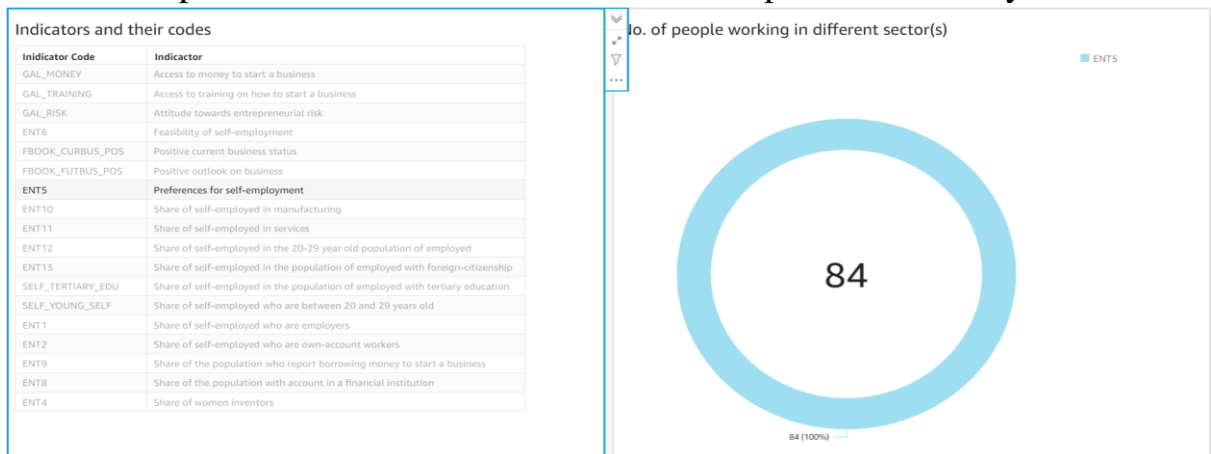 Indicators and their codes
Inidicator Code Indicactor
GAL_MONEY Access to money to start a business
GAL_TRAINING Access to training on how to start a business
GAL_RISK Attitude towards entrepreneurial risk
ENT6 Feasibility of self-employment
FBOOK_CURBUS_POS Positive current business status
FBOOK_FUTBUS_POS Positive outlook on business
ENT5 Preferences for self-employment
ENT10 Share of self-employed in manufacturing
ENT11 Share of self-employed in services
ENT12 Share of self-employed in the 20-29 year old population of employed
ENT13 Share of self-employed in the population of employed with foreign-citizenship
SELF_TERTIARY_EDU Share of self-employed in the population of employed with tertiary education
SELF_YOUNG_SELF Share of self-employed who are between 20 and 29 years old
ENT1 Share of self-employed who are employers
ENT2 Share of self-employed who are own-account workers
ENT9 Share of the population who report borrowing money to start a business
ENT8 Share of the population with account in a financial institution
ENT4 Share of women inventors
lo. of people working in different sector(s)
ENT5
84
84 (100%)